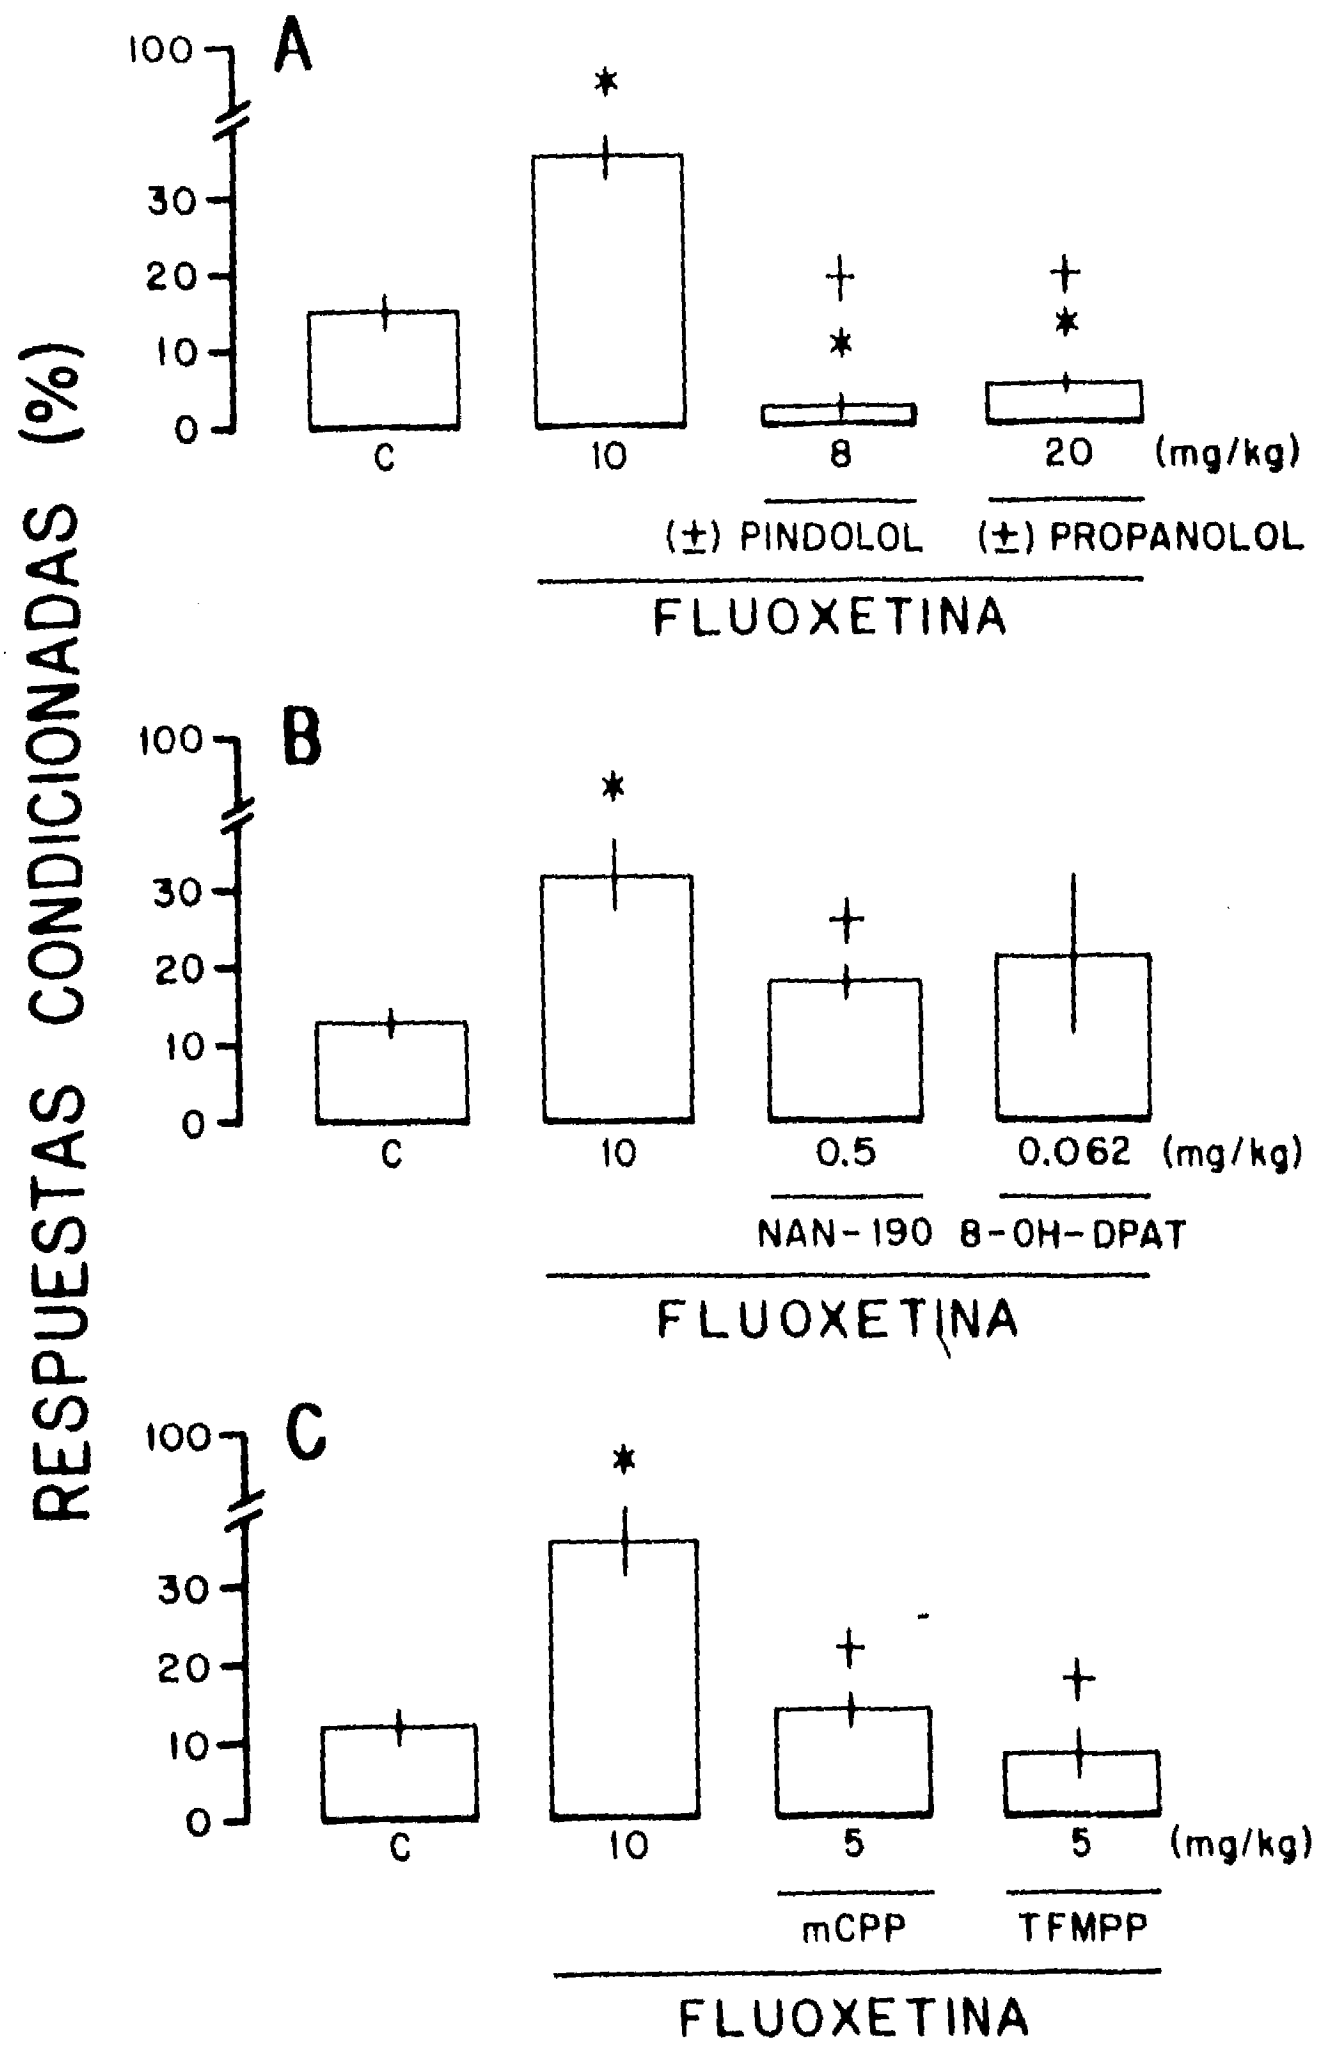 RESPUESTAS CONDICIONADAS (%)
A
100
30
20
10
0
*
+
*
+
*
C 10 8 20 (mg/kg)
(±) PINDOLOL (±) PROPANOLOL
FLUOXETINA
B
100
30
20
10
0
*
+
C 10 0.5 0.062 (mg/kg)
NAN-190 8-OH-DPAT
FLUOXETINA
C
100
30
20
10
0
*
+
+
C 10 5 5 (mg/kg)
mCPP TFMPP
FLUOXETINA